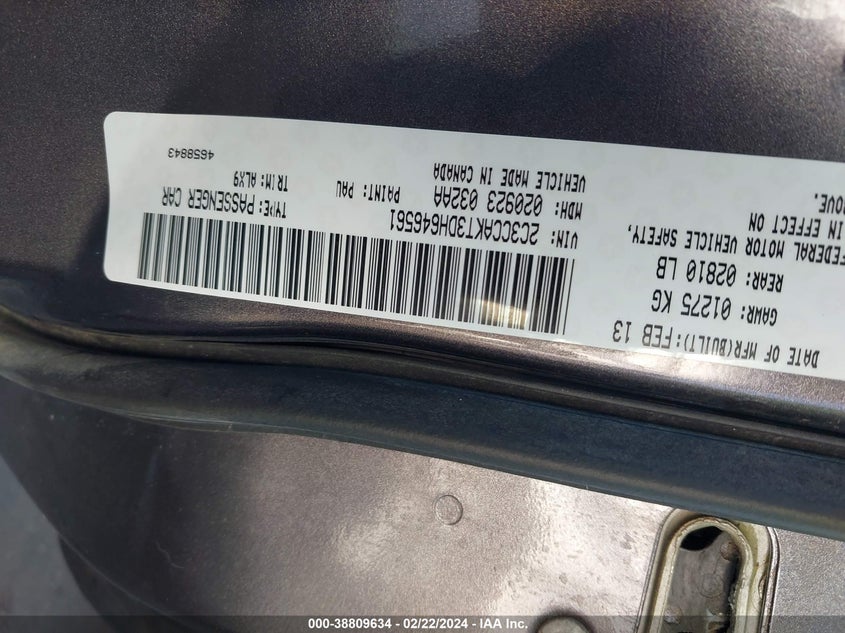 DATE OF MFR(BUILT): FEB 13
GAWR: 01275 KG
REAR: 02810 LB
FEDERAL MOTOR VEHICLE SAFETY,
IN EFFECT ON
OVE.
VIN: 2C3CCAKT3DH646561
MDH: 020923 032AA
VEHICLE MADE IN CANADA
PAINT: PAU
TYPE: PASSENGER CAR
TRIM: ALX9
4658843
000-38809634 - 02/22/2024 - IAA Inc.